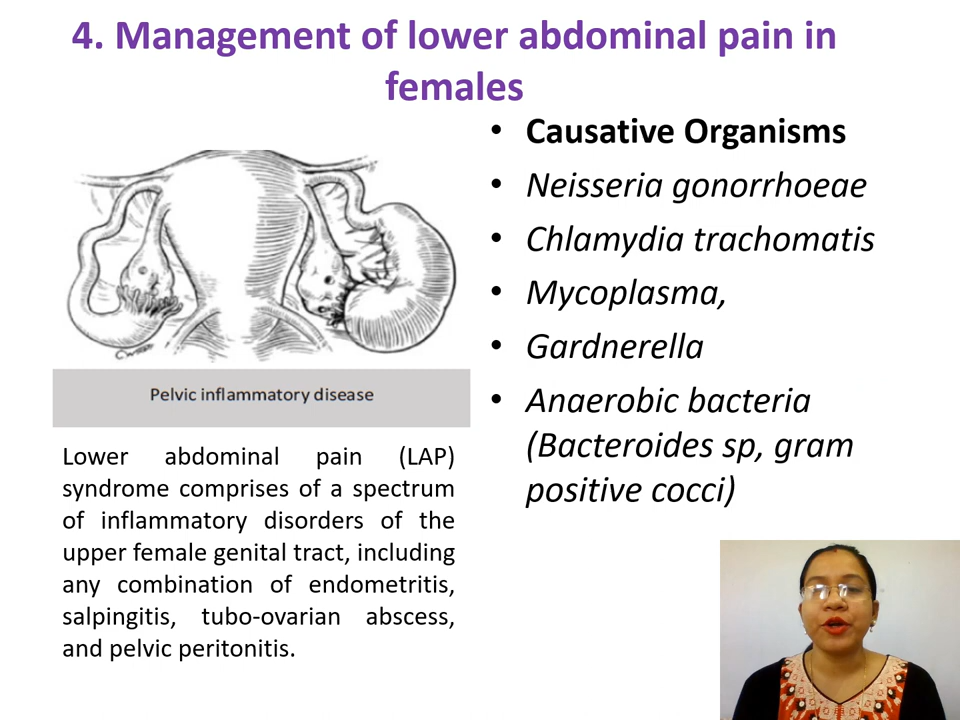 4. Management of lower abdominal pain in
females
Pelvic inflammatory disease
Lower abdominal pain (LAP)
syndrome comprises of a spectrum
of inflammatory disorders of the
upper female genital tract, including
any combination of endometritis,
salpingitis, tubo-ovarian abscess,
and pelvic peritonitis.
• Causative Organisms
• Neisseria gonorrhoeae
• Chlamydia trachomatis
• Mycoplasma,
• Gardnerella
• Anaerobic bacteria
(Bacteroides sp, gram
positive cocci)